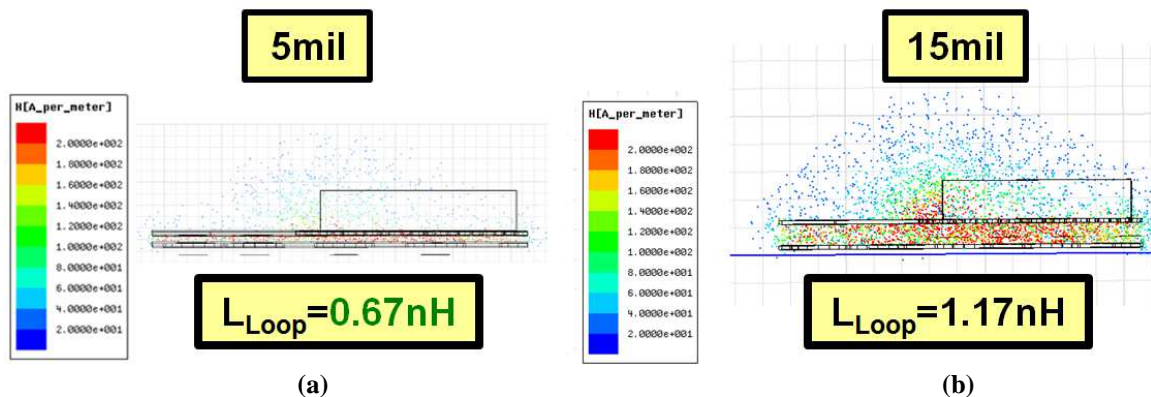 5mil
15mil
H[A_per_meter]
2.0000e+002
1.8000e+002
1.6000e+002
1.4000e+002
1.2000e+002
1.0000e+002
8.0000e+001
6.0000e+001
4.0000e+001
2.0000e+001
H[A_per_meter]
2.0000e+002
1.8000e+002
1.6000e+002
1.4000e+002
1.2000e+002
1.0000e+002
8.0000e+001
6.0000e+001
4.0000e+001
2.0000e+001
LLoop=0.67nH
LLoop=1.17nH
(a)
(b)